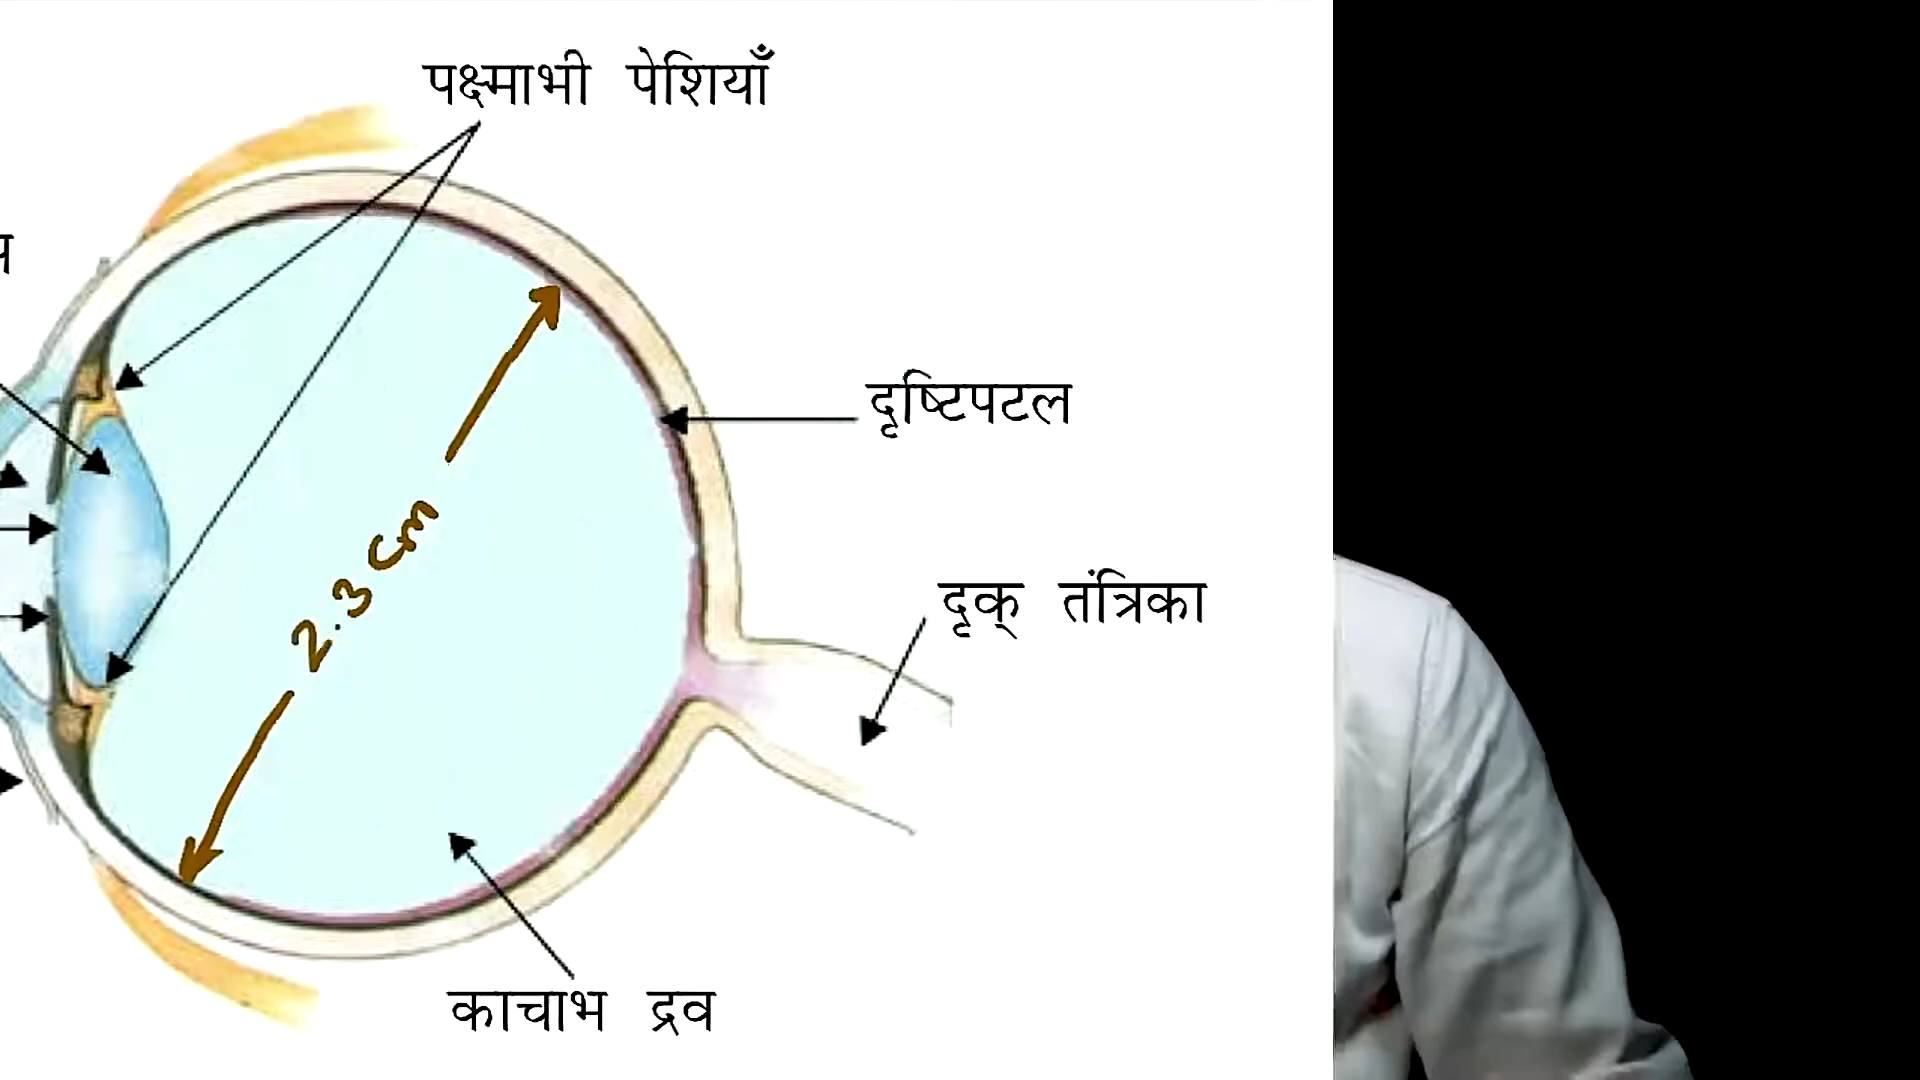 पक्ष्माभी पेशियाँ
दृष्टिपटल
2.3 cm
दृक् तंत्रिका
काचाभ द्रव